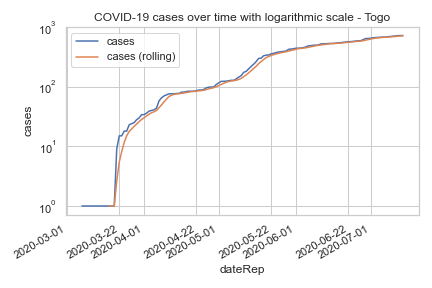 COVID-19 cases over time with logarithmic scale - Togo
10³
cases
cases (rolling)
10²
10¹
10⁰
cases
2020-03-01
2020-03-22
2020-04-01
2020-04-22
2020-05-01
2020-05-22
2020-06-01
2020-06-22
2020-07-01
dateRep